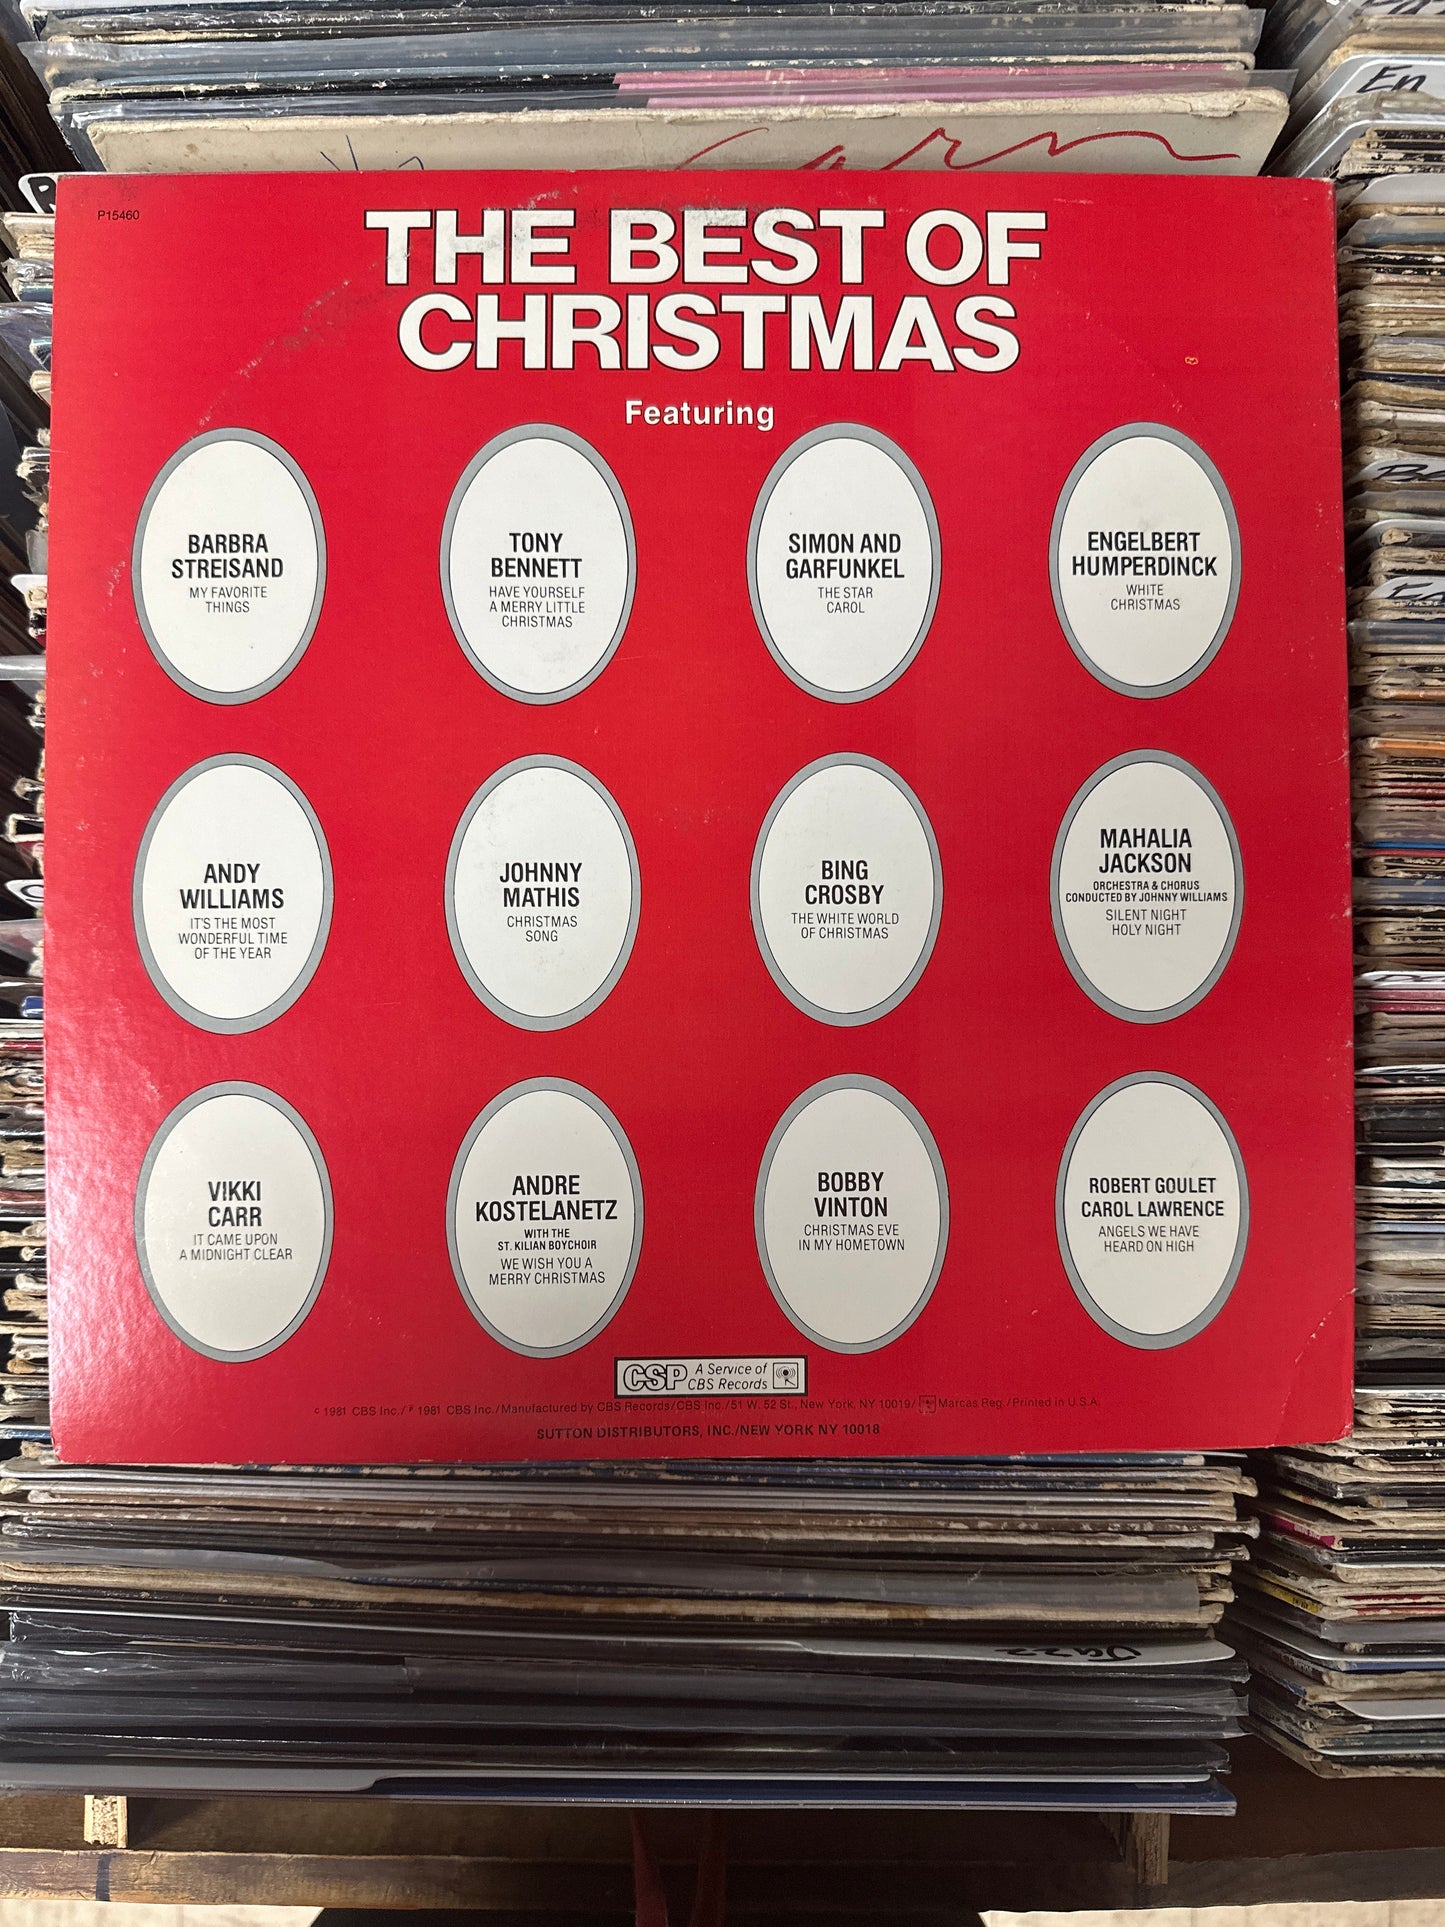 P15460
THE BEST OF
CHRISTMAS
Featuring
BARBRA
STREISAND
MY FAVORITE
THINGS
TONY
BENNETT
HAVE YOURSELF
A MERRY LITTLE
CHRISTMAS
SIMON AND
GARFUNKEL
THE STAR
CAROL
ENGELBERT
HUMPERDINCK
WHITE
CHRISTMAS
ANDY
WILLIAMS
IT'S THE MOST
WONDERFUL TIME
OF THE YEAR
JOHNNY
MATHIS
CHRISTMAS
SONG
BING
CROSBY
THE WHITE WORLD
OF CHRISTMAS
MAHALIA
JACKSON
ORCHESTRA & CHORUS
CONDUCTED BY JOHNNY WILLIAMS
SILENT NIGHT
HOLY NIGHT
VIKKI
CARR
IT CAME UPON
A MIDNIGHT CLEAR
ANDRE
KOSTELANETZ
WITH THE
ST. KILIAN BOYCHOIR
WE WISH YOU A
MERRY CHRISTMAS
BOBBY
VINTON
CHRISTMAS EVE
IN MY HOMETOWN
ROBERT GOULET
CAROL LAWRENCE
ANGELS WE HAVE
HEARD ON HIGH
CSP A Service of
CBS Records
© 1981 CBS Inc./℗ 1981 CBS Inc./Manufactured by CBS Records/CBS Inc./51 W. 52 St., New York, NY 10019/ Marcas Reg./Printed in U.S.A.
SUTTON DISTRIBUTORS, INC./NEW YORK NY 10018
Jazz